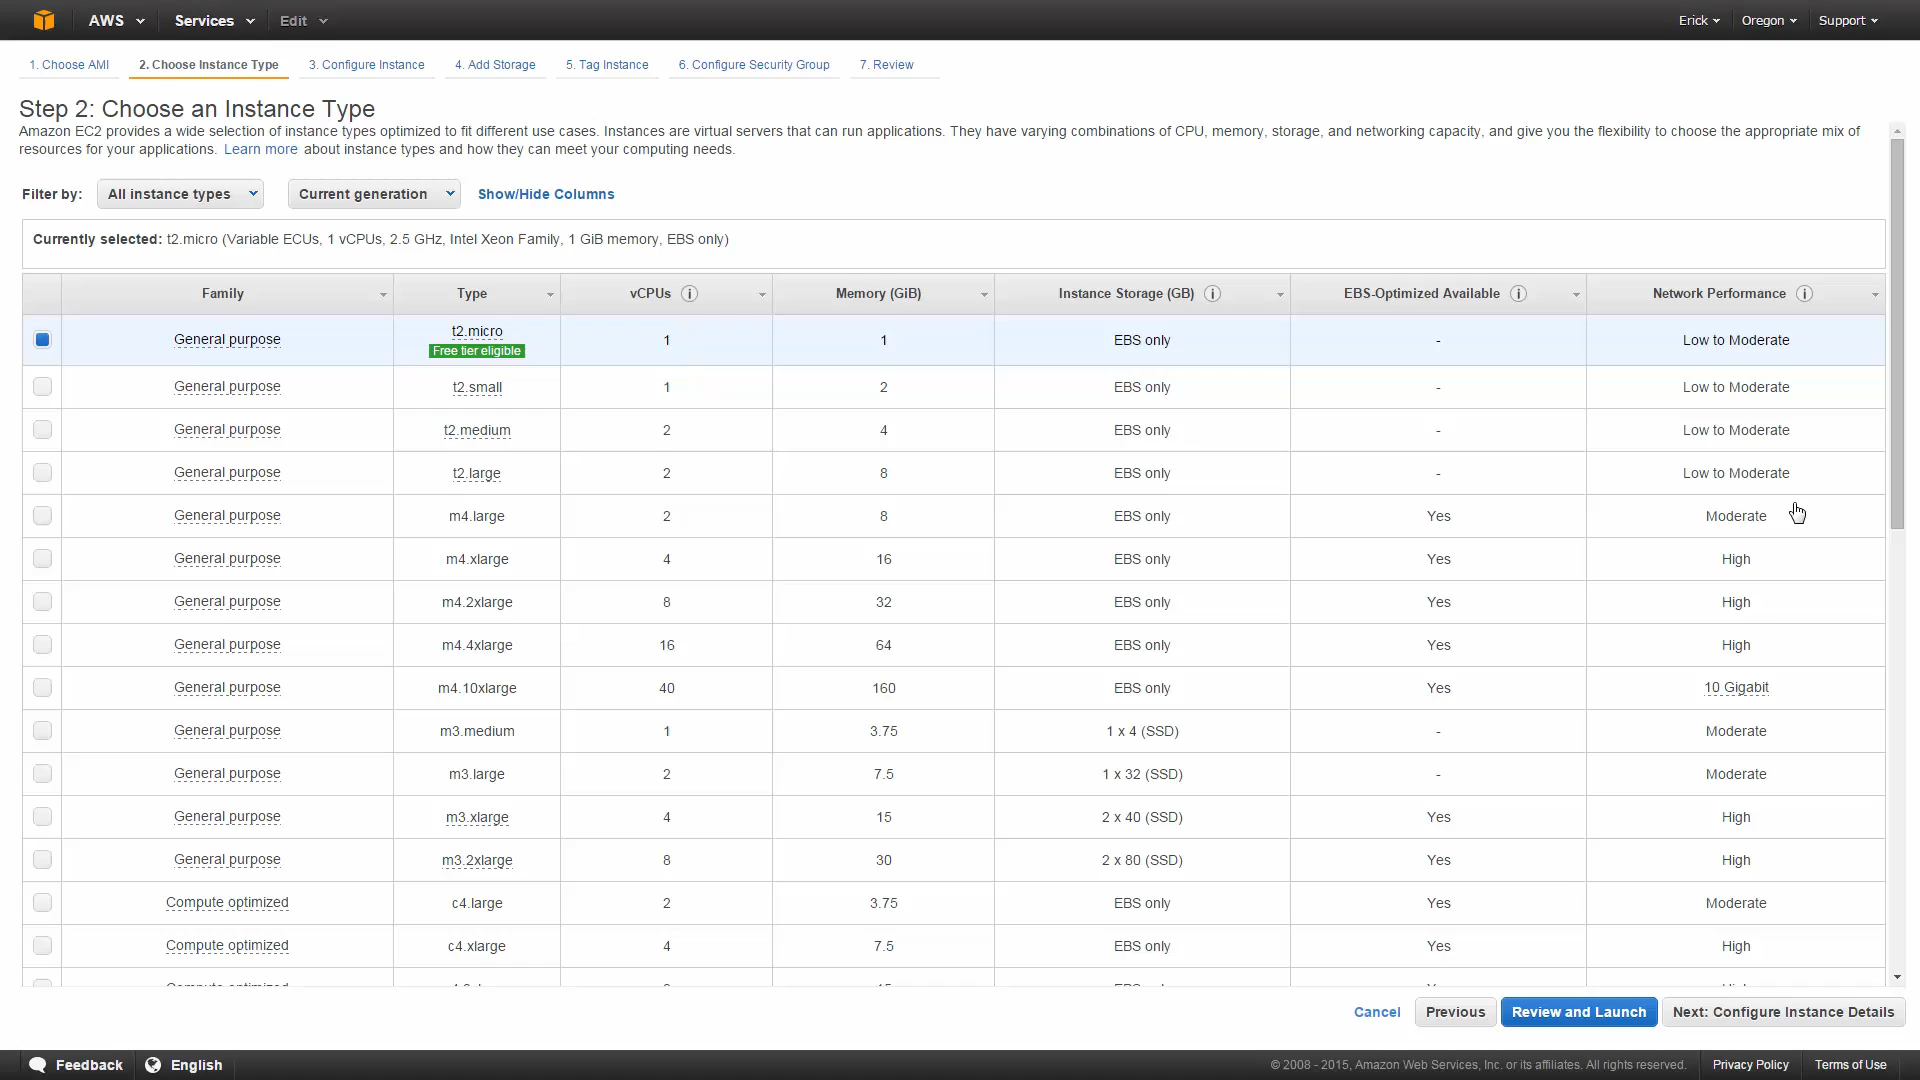 AWS Services Edit Erick Oregon Support
1. Choose AMI 2. Choose Instance Type 3. Configure Instance 4. Add Storage 5. Tag Instance 6. Configure Security Group 7. Review
Step 2: Choose an Instance Type
Amazon EC2 provides a wide selection of instance types optimized to fit different use cases. Instances are virtual servers that can run applications. They have varying combinations of CPU, memory, storage, and networking capacity, and give you the flexibility to choose the appropriate mix of
resources for your applications. Learn more about instance types and how they can meet your computing needs.
Filter by: All instance types Current generation Show/Hide Columns
Currently selected: t2.micro (Variable ECUs, 1 vCPUs, 2.5 GHz, Intel Xeon Family, 1 GiB memory, EBS only)
Family Type vCPUs i Memory (GiB) Instance Storage (GB) i EBS-Optimized Available i Network Performance i
General purpose t2.micro 1 1 EBS only - Low to Moderate
Free tier eligible
General purpose t2.small 1 2 EBS only - Low to Moderate
General purpose t2.medium 2 4 EBS only - Low to Moderate
General purpose t2.large 2 8 EBS only - Low to Moderate
General purpose m4.large 2 8 EBS only Yes Moderate
General purpose m4.xlarge 4 16 EBS only Yes High
General purpose m4.2xlarge 8 32 EBS only Yes High
General purpose m4.4xlarge 16 64 EBS only Yes High
General purpose m4.10xlarge 40 160 EBS only Yes 10 Gigabit
General purpose m3.medium 1 3.75 1 x 4 (SSD) - Moderate
General purpose m3.large 2 7.5 1 x 32 (SSD) - Moderate
General purpose m3.xlarge 4 15 2 x 40 (SSD) Yes High
General purpose m3.2xlarge 8 30 2 x 80 (SSD) Yes High
Compute optimized c4.large 2 3.75 EBS only Yes Moderate
Compute optimized c4.xlarge 4 7.5 EBS only Yes High
Cancel Previous Review and Launch Next: Configure Instance Details
Feedback English © 2008 - 2015, Amazon Web Services, Inc. or its affiliates. All rights reserved. Privacy Policy Terms of Use